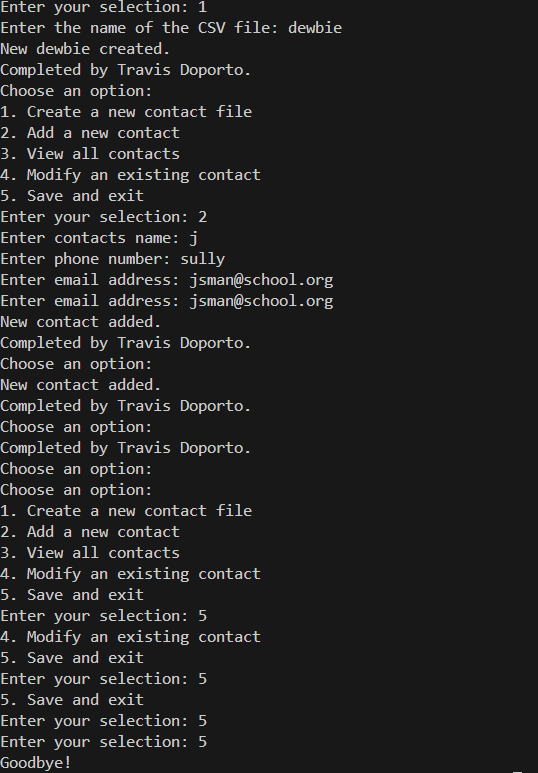 Enter your selection: 1
Enter the name of the CSV file: dewbie
New dewbie created.
Completed by Travis Doporto.
Choose an option:
1. Create a new contact file
2. Add a new contact
3. View all contacts
4. Modify an existing contact
5. Save and exit
Enter your selection: 2
Enter contacts name: j
Enter phone number: sully
Enter email address: jsman@school.org
Enter email address: jsman@school.org
New contact added.
Completed by Travis Doporto.
Choose an option:
New contact added.
Completed by Travis Doporto.
Choose an option:
Completed by Travis Doporto.
Choose an option:
Choose an option:
1. Create a new contact file
2. Add a new contact
3. View all contacts
4. Modify an existing contact
5. Save and exit
Enter your selection: 5
4. Modify an existing contact
5. Save and exit
Enter your selection: 5
5. Save and exit
Enter your selection: 5
Enter your selection: 5
Goodbye!